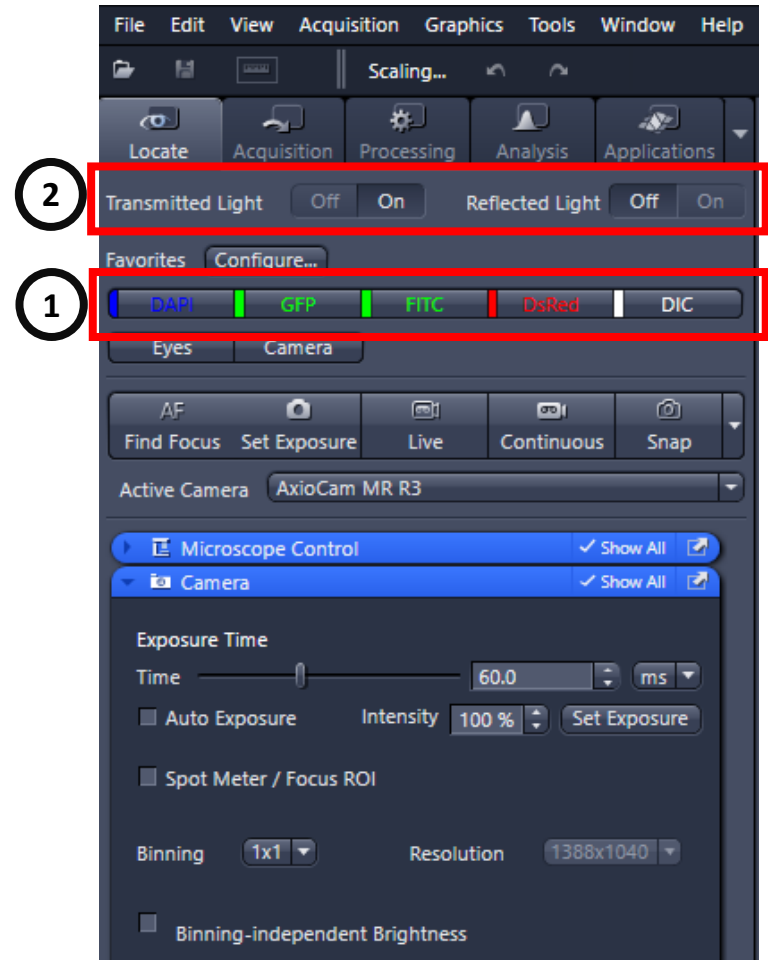 File Edit View Acquisition Graphics Tools Window Help
Scaling...
Locate Acquisition Processing Analysis Applications
2
Transmitted Light Off On Reflected Light Off On
Favorites Configure...
1
DAPI GFP FITC DsRed DIC
Eyes Camera
AF
Find Focus Set Exposure Live Continuous Snap
Active Camera AxioCam MR R3
Microscope Control Show All
Camera Show All
Exposure Time
Time 60.0 ms
Auto Exposure Intensity 100 % Set Exposure
Spot Meter / Focus ROI
Binning 1x1 Resolution 1388x1040
Binning-independent Brightness